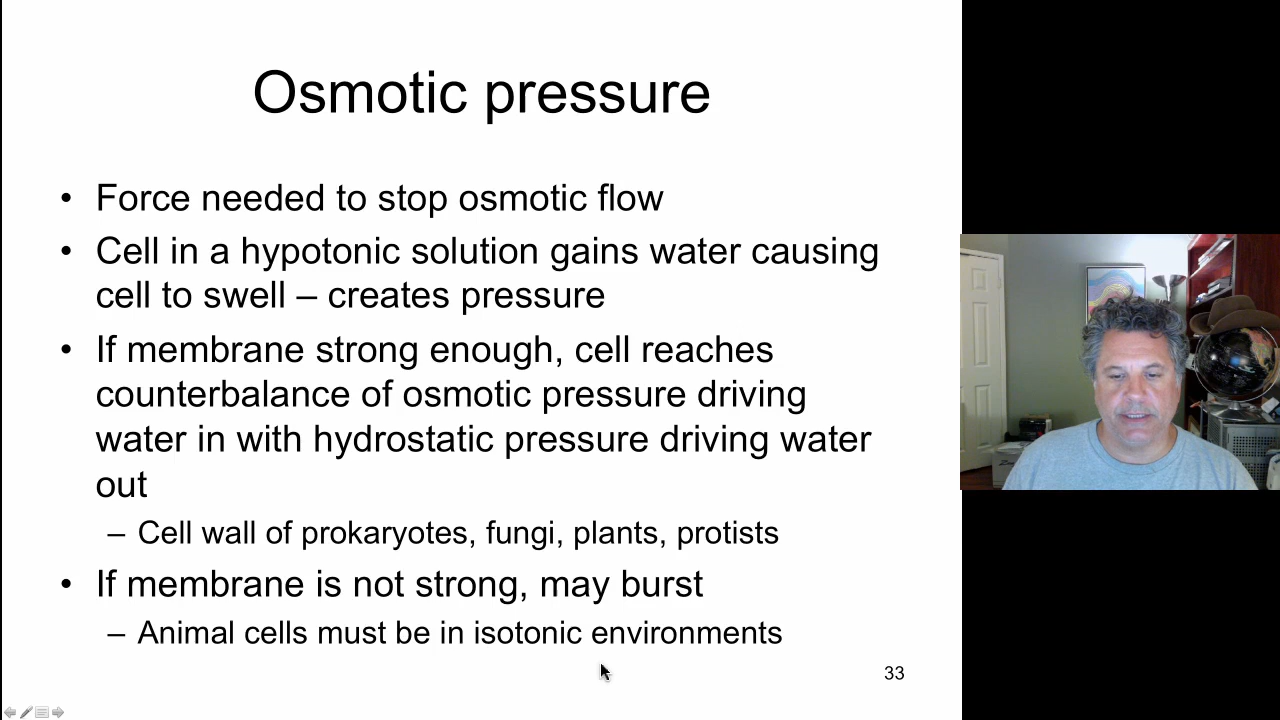 Osmotic pressure
• Force needed to stop osmotic flow
• Cell in a hypotonic solution gains water causing
cell to swell – creates pressure
• If membrane strong enough, cell reaches
counterbalance of osmotic pressure driving
water in with hydrostatic pressure driving water
out
– Cell wall of prokaryotes, fungi, plants, protists
• If membrane is not strong, may burst
– Animal cells must be in isotonic environments
33